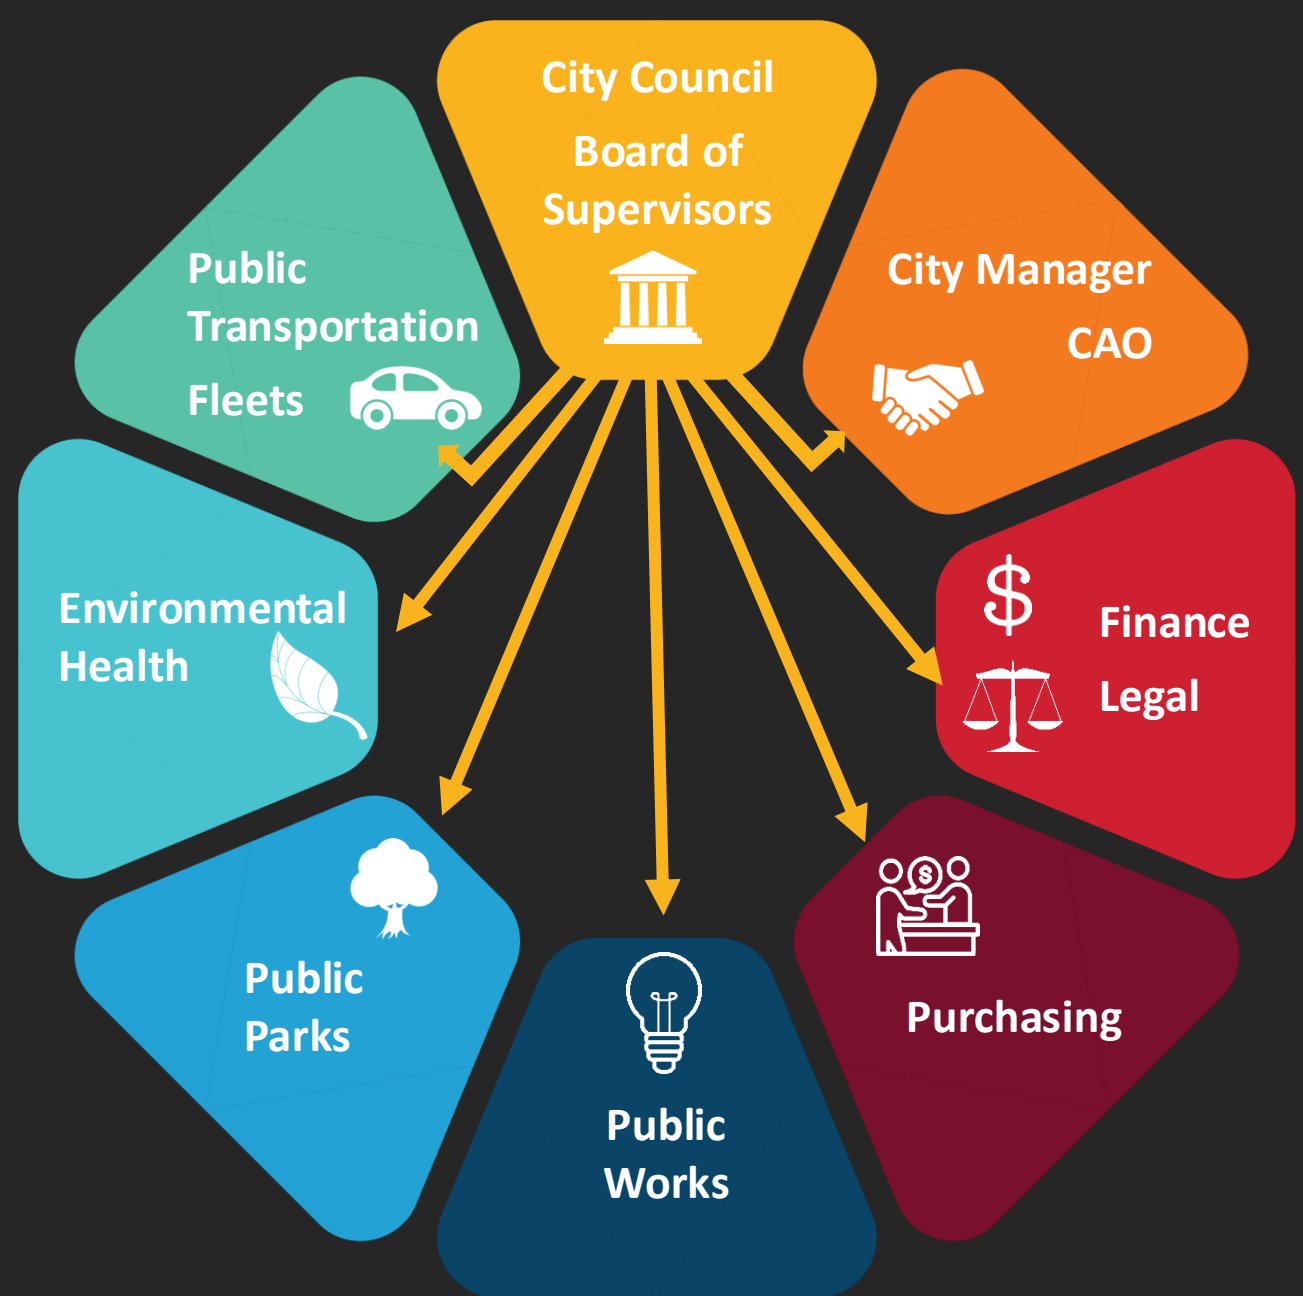 City Council
Board of
Supervisors
City Manager
CAO
$
Finance
Legal
$
Purchasing
Public
Works
Public
Parks
Environmental
Health
Public
Transportation
Fleets